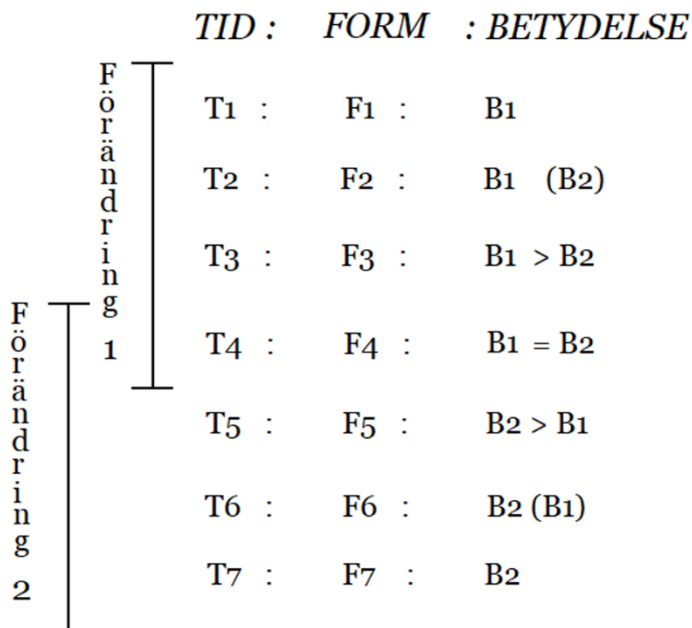 TID : FORM : BETYDELSE
T1 : F1 : B1
T2 : F2 : B1 (B2)
T3 : F3 : B1 > B2
T4 : F4 : B1 = B2
T5 : F5 : B2 > B1
T6 : F6 : B2 (B1)
T7 : F7 : B2
Förändring 1
Förändring 2